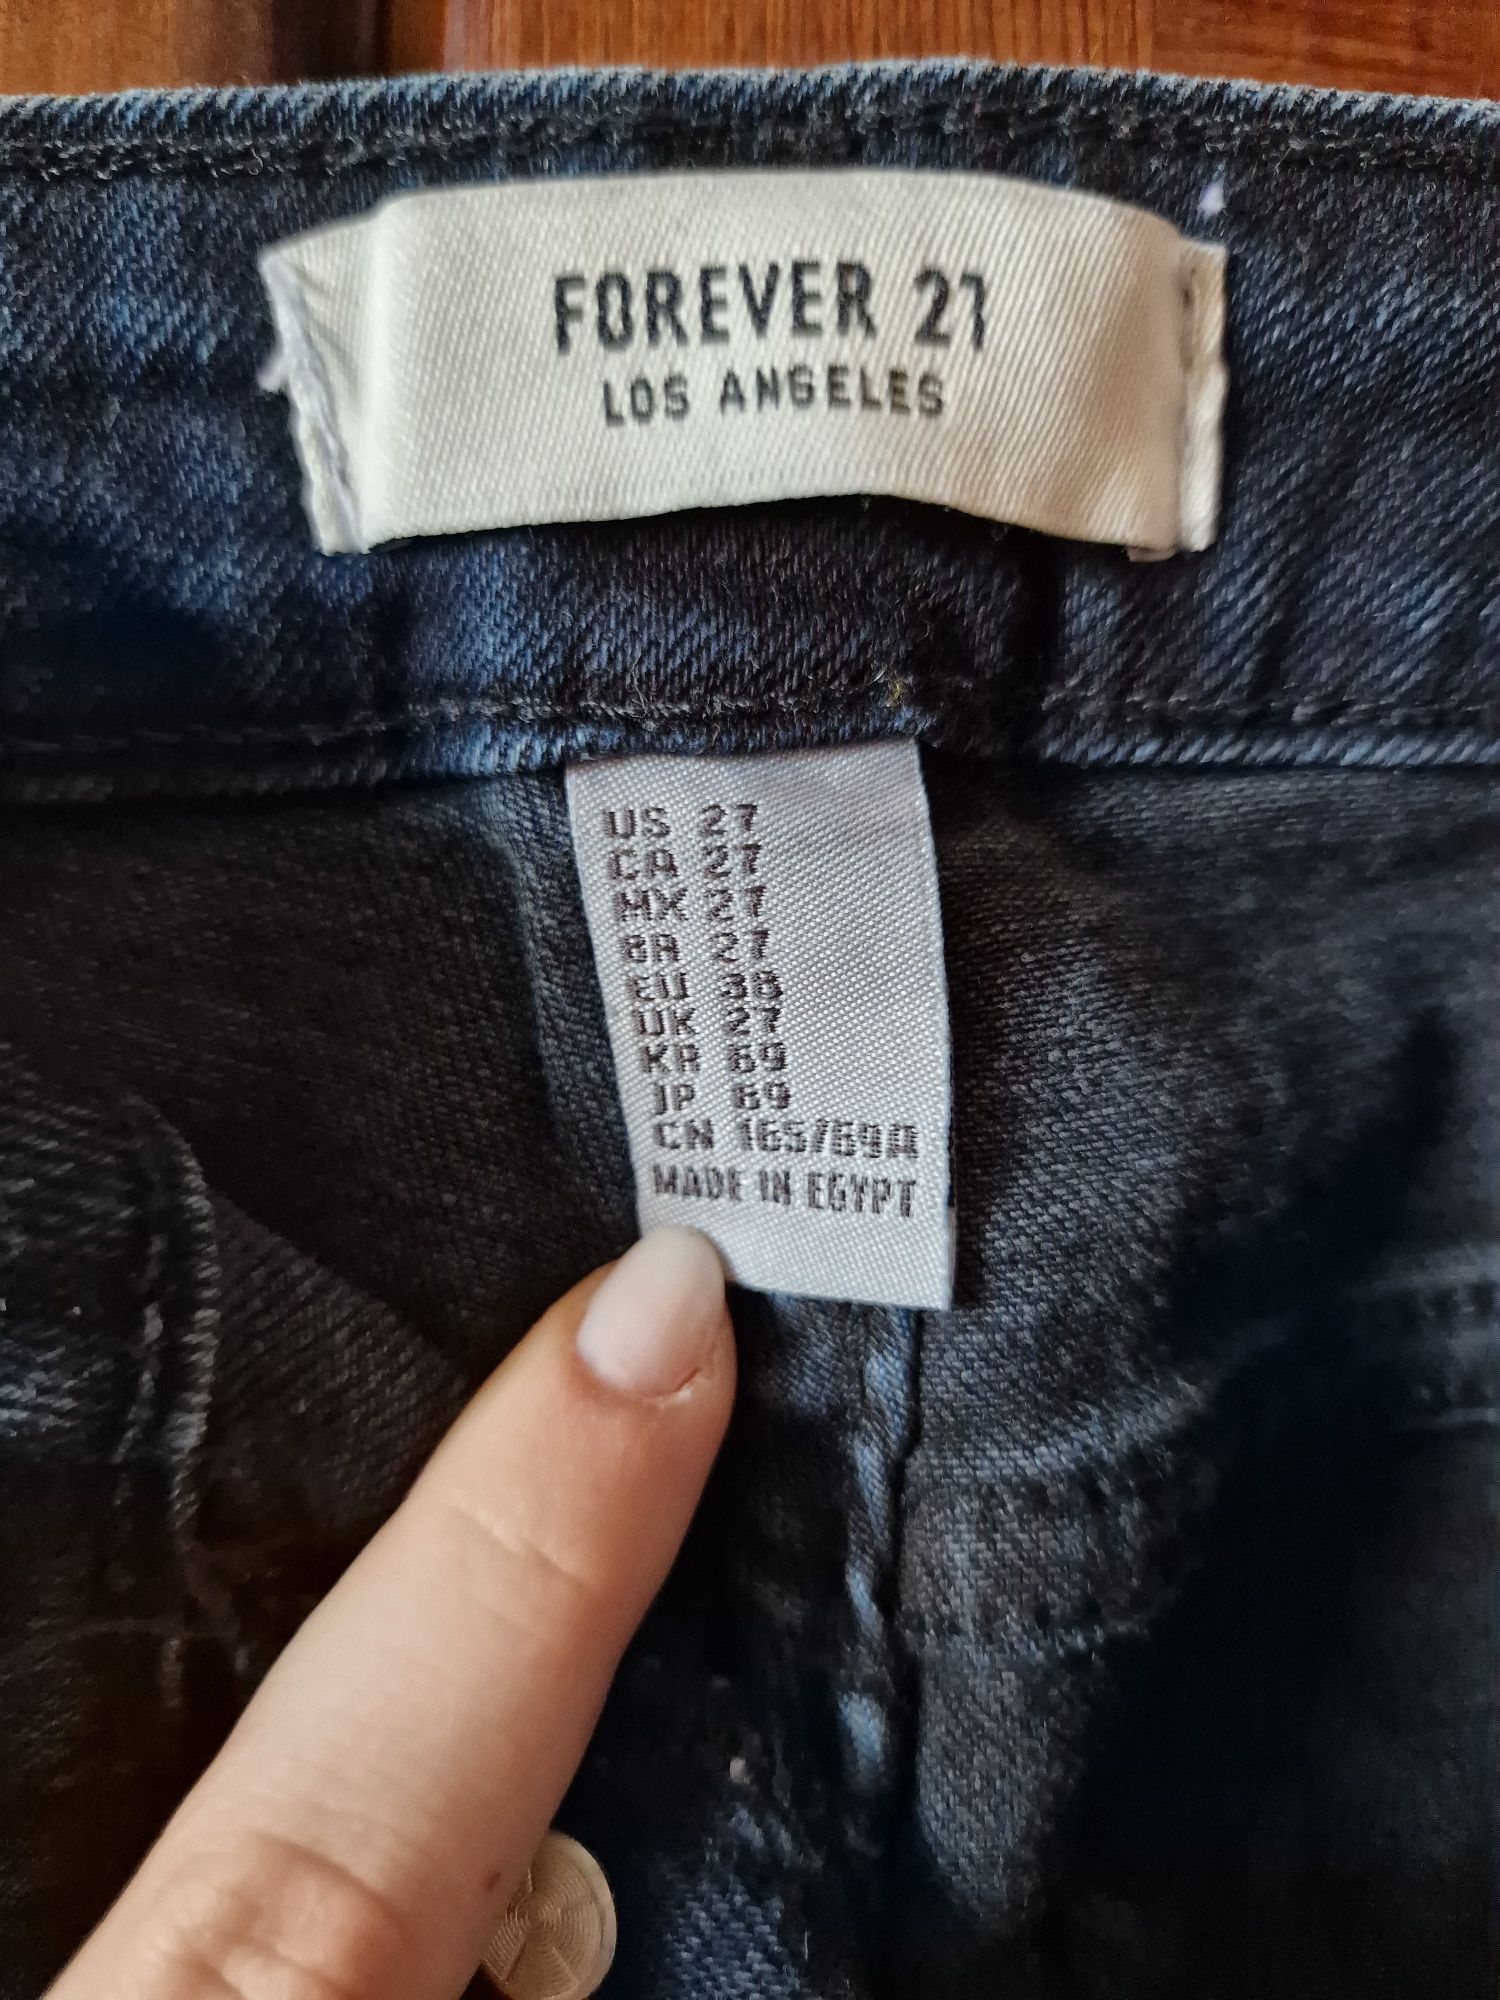 FOREVER 21
LOS ANGELES
US 27
CA 27
MX 27
BR 27
EU 38
UK 27
KR 69
JP 69
CN 165/69A
MADE IN EGYPT